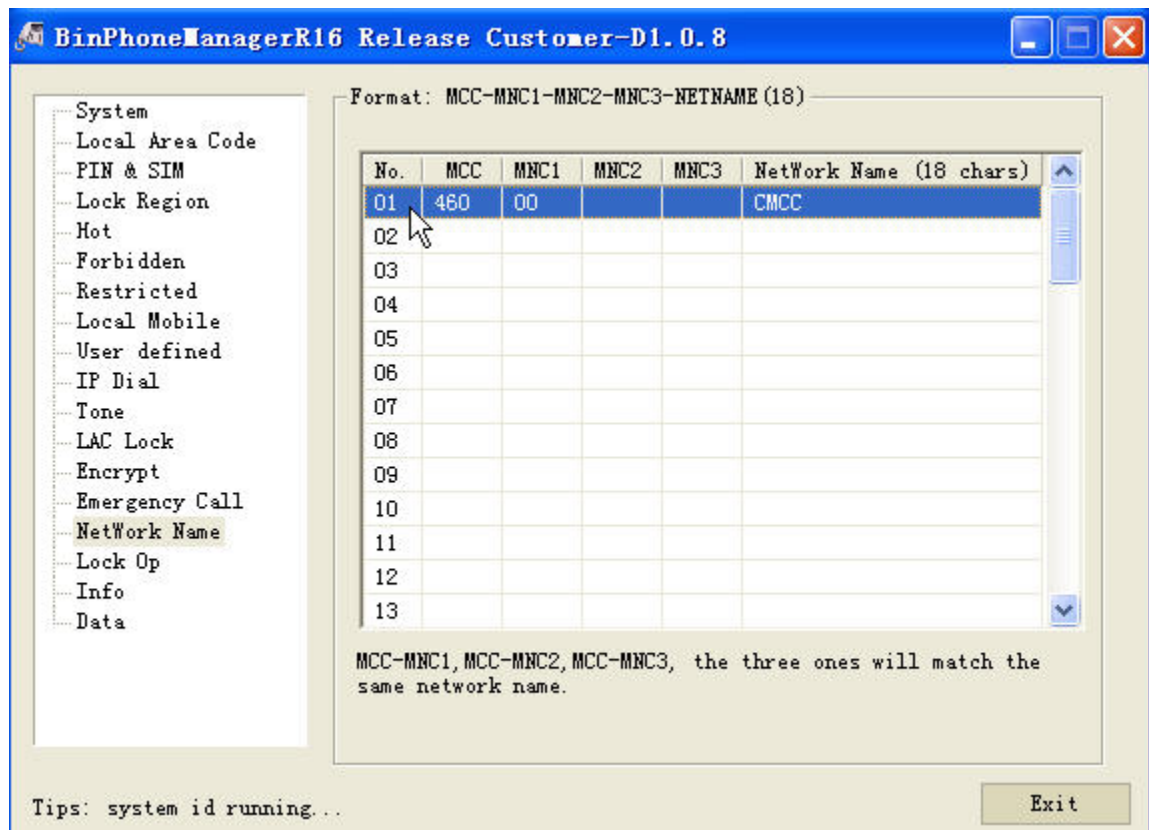 BinPhoneManagerR16 Release Customer-D1.0.8
System
Local Area Code
PIN & SIM
Lock Region
Hot
Forbidden
Restricted
Local Mobile
User defined
IP Dial
Tone
LAC Lock
Encrypt
Emergency Call
NetWork Name
Lock Op
Info
Data
Format: MCC-MNC1-MNC2-MNC3-NETNAME(18)
No. MCC MNC1 MNC2 MNC3 NetWork Name (18 chars)
01 460 00 CMCC
02
03
04
05
06
07
08
09
10
11
12
13
MCC-MNC1,MCC-MNC2,MCC-MNC3, the three ones will match the
same network name.
Tips: system id running...
Exit